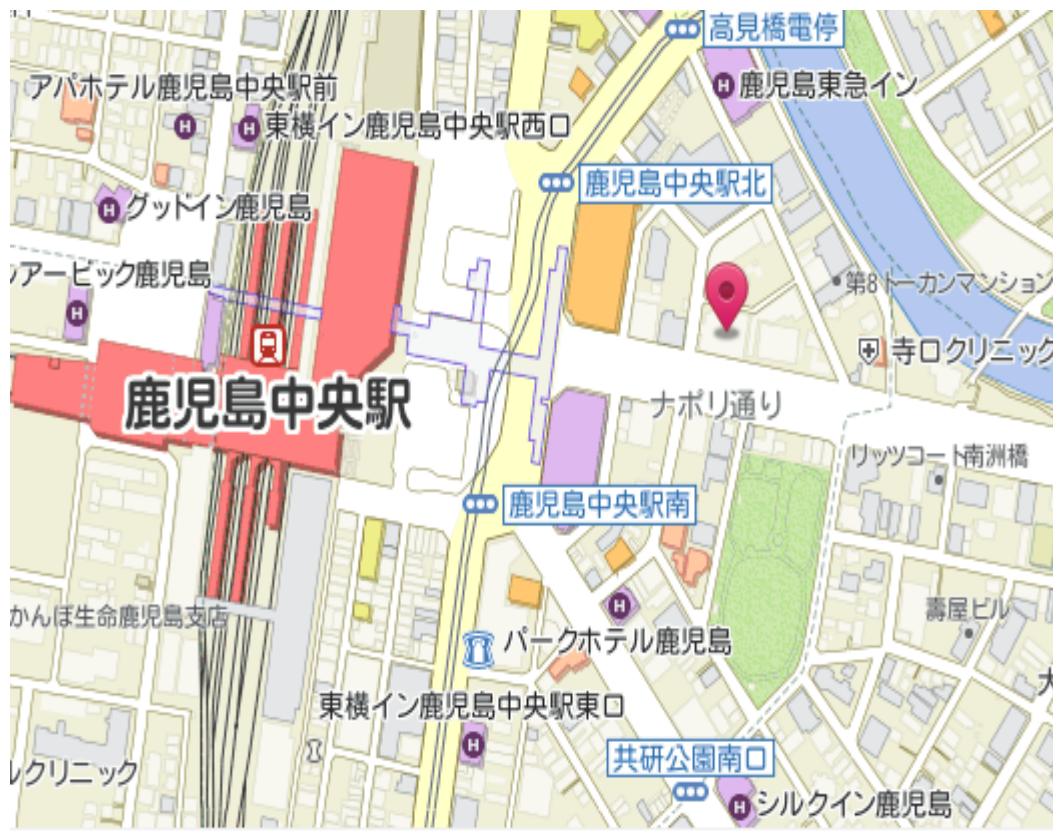 高見橋電停
アパホテル鹿児島中央駅前
鹿児島東急イン
東横イン鹿児島中央駅西口
鹿児島中央駅北
グッドイン鹿児島
アービック鹿児島
第8トーカンマンション
寺口クリニック
鹿児島中央駅
ナポリ通り
リッツコート南洲橋
鹿児島中央駅南
かんぽ生命鹿児島支店
壽屋ビル
パークホテル鹿児島
大
東横イン鹿児島中央駅東口
共研公園南口
クリニック
シルクイン鹿児島